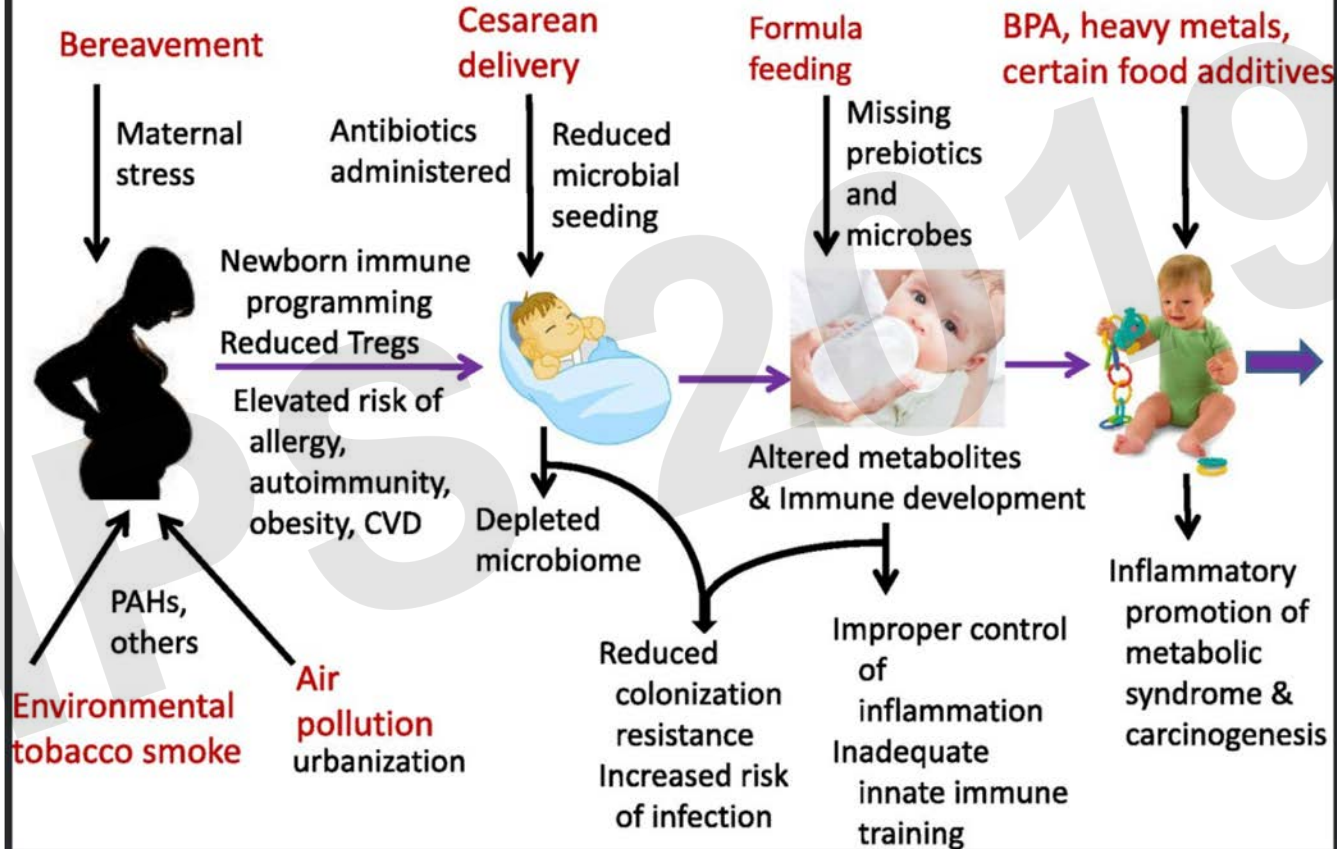 Bereavement
Maternal
stress
Cesarean
delivery
Antibiotics
administered
Reduced
microbial
seeding
Formula
feeding
Missing
prebiotics
and
microbes
BPA, heavy metals,
certain food additives
Newborn immune
programming
Reduced Tregs
Elevated risk of
allergy,
autoimmunity,
obesity, CVD
PAHs,
others
Environmental
tobacco smoke
Air
pollution
urbanization
Depleted
microbiome
Altered metabolites
& Immune development
Reduced
colonization
resistance
Increased risk
of infection
Improper control
of
inflammation
Inadequate
innate immune
training
Inflammatory
promotion of
metabolic
syndrome &
carcinogenesis
IPS 2019